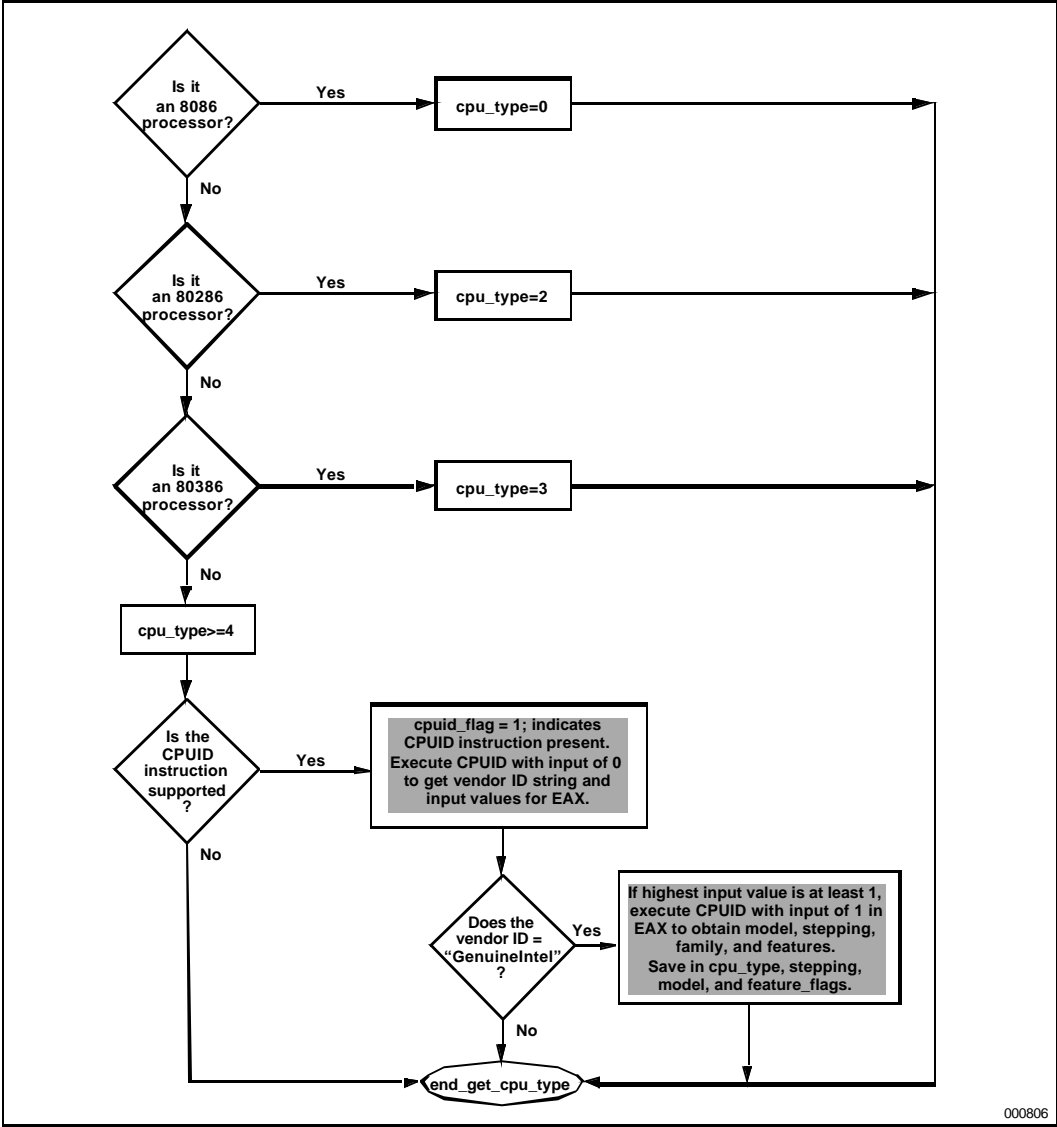 Is it
an 8086
processor?
Yes
cpu_type=0
No
Is it
an 80286
processor?
Yes
cpu_type=2
No
Is it
an 80386
processor?
Yes
cpu_type=3
No
cpu_type>=4
Is the
CPUID
instruction
supported
?
Yes
cpuid_flag = 1; indicates
CPUID instruction present.
Execute CPUID with input of 0
to get vendor ID string and
input values for EAX.
No
Does the
vendor ID =
“GenuineIntel”
?
Yes
If highest input value is at least 1,
execute CPUID with input of 1 in
EAX to obtain model, stepping,
family, and features.
Save in cpu_type, stepping,
model, and feature_flags.
No
end_get_cpu_type
000806